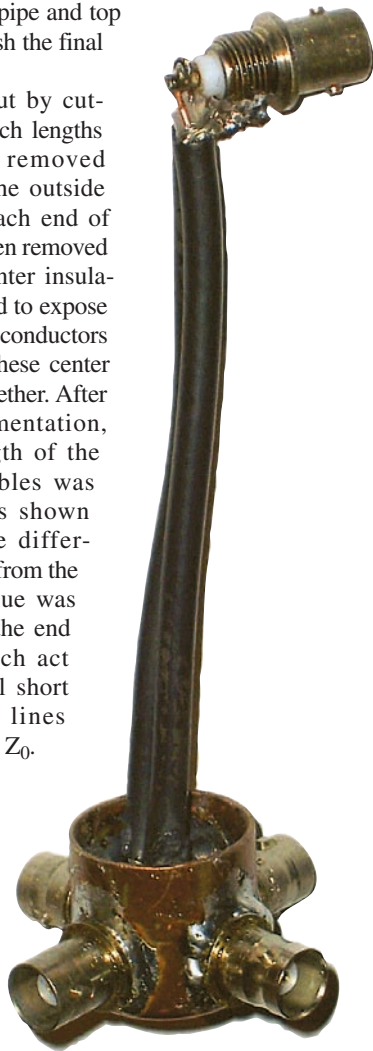 pipe and top
sh the final
ut by cut-
ch lengths
removed
he outside
ach end of
en removed
nter insula-
d to expose
conductors
hese center
ether. After
mentation,
gth of the
bles was
s shown
e differ-
from the
ue was
he end
ch act
l short
lines
Z₀.